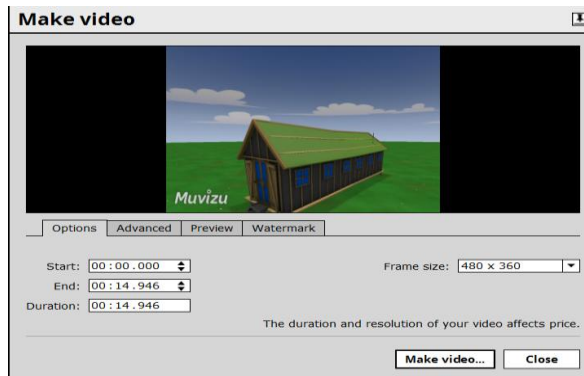 Make video
Muvizu
Options Advanced Preview Watermark
Start: 00:00.000 Frame size: 480 x 360
End: 00:14.946
Duration: 00:14.946
The duration and resolution of your video affects price.
Make video... Close